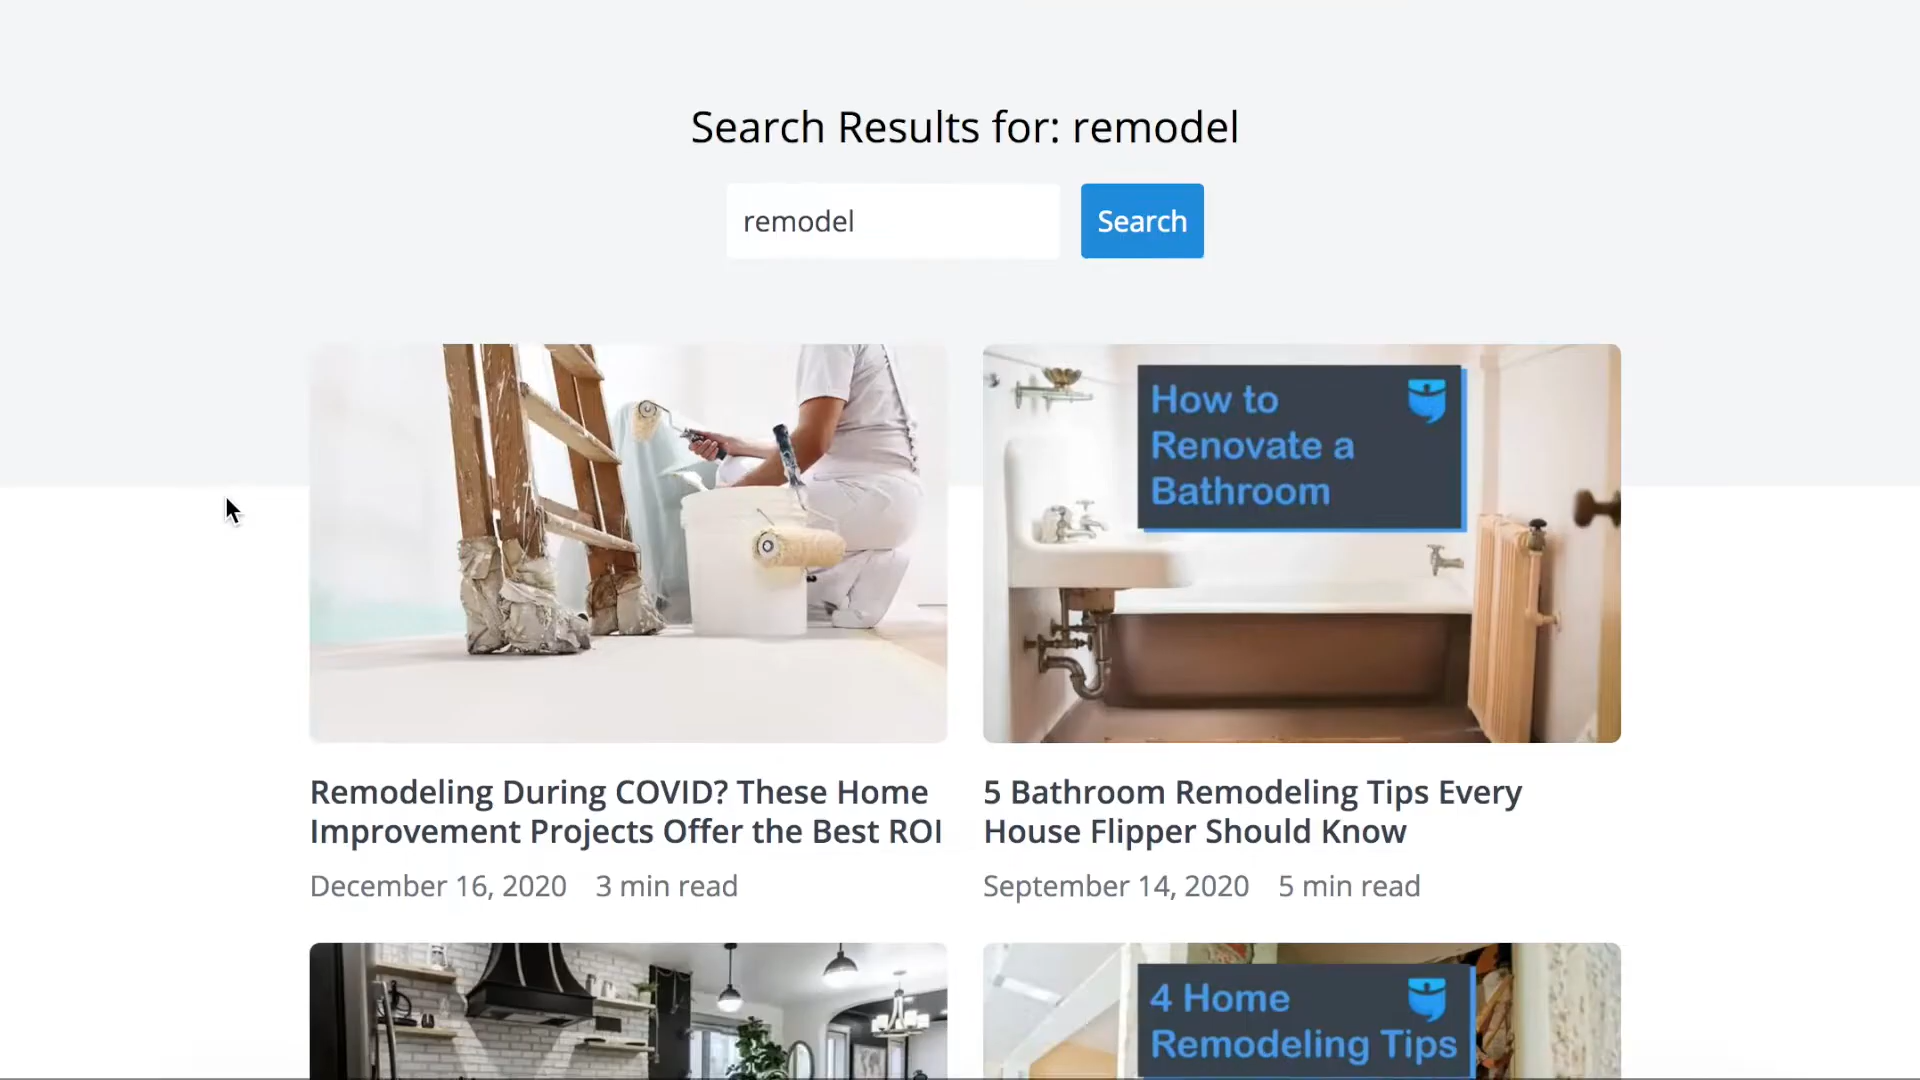 Search Results for: remodel
remodel
Search
How to
Renovate a
Bathroom
Remodeling During COVID? These Home
Improvement Projects Offer the Best ROI
December 16, 2020 3 min read
5 Bathroom Remodeling Tips Every
House Flipper Should Know
September 14, 2020 5 min read
4 Home
Remodeling Tips